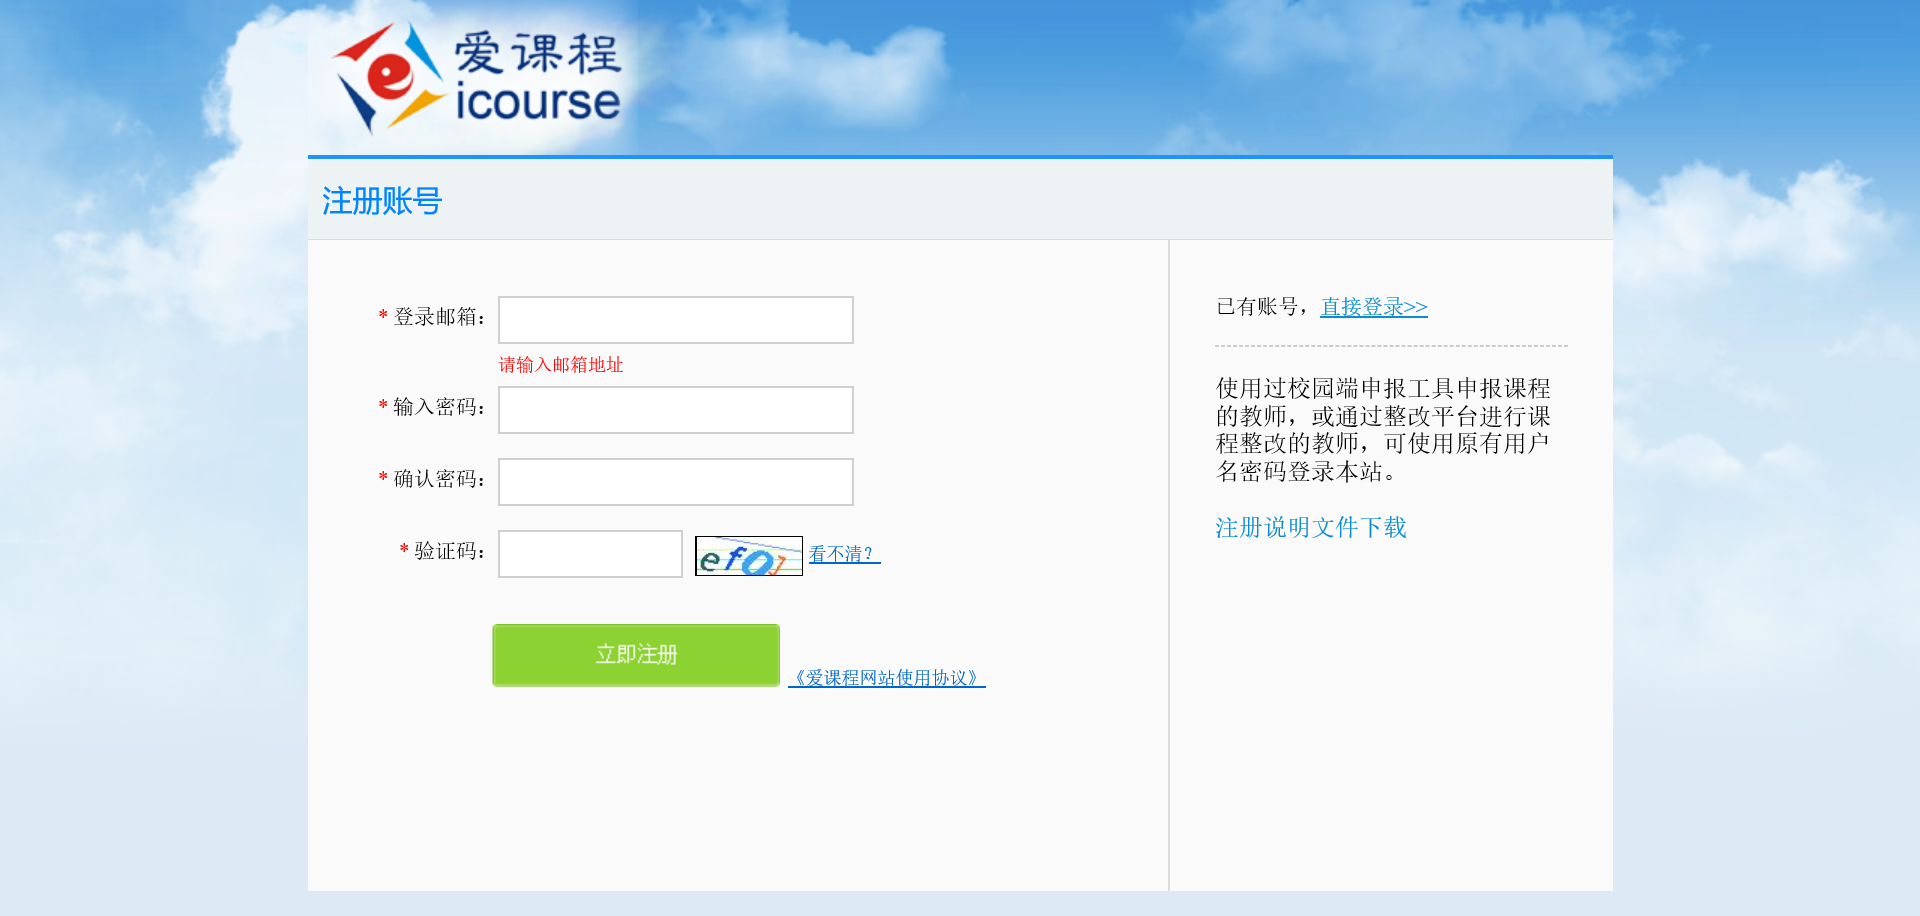 爱课程
icourse
注册账号
* 登录邮箱：
请输入邮箱地址
* 输入密码：
* 确认密码：
* 验证码：
看不清？
立即注册
《爱课程网站使用协议》
已有账号，直接登录>>
使用过校园端申报工具申报课程
的教师，或通过整改平台进行课
程整改的教师，可使用原有用户
名密码登录本站。
注册说明文件下载